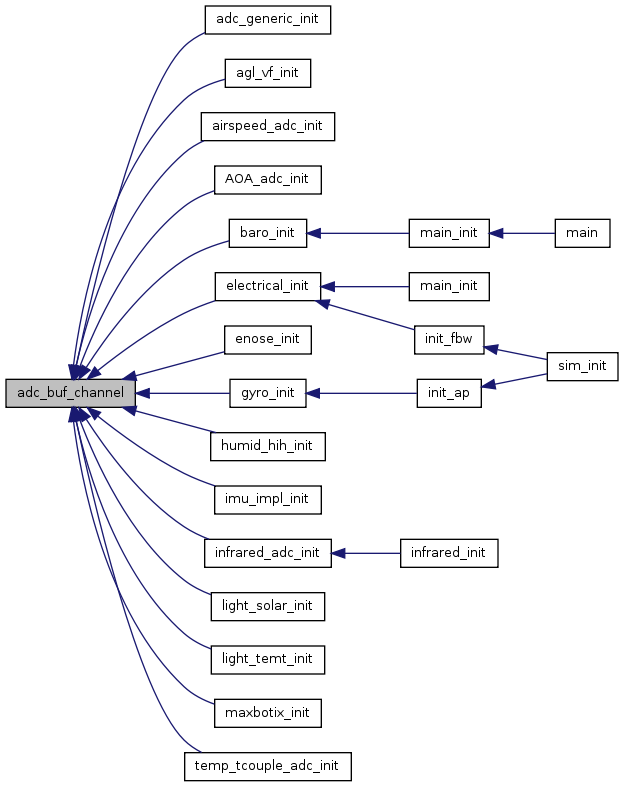 adc_generic_init
agl_vf_init
airspeed_adc_init
AOA_adc_init
baro_init
main_init
main
electrical_init
main_init
enose_init
init_fbw
sim_init
adc_buf_channel
gyro_init
init_ap
humid_hih_init
imu_impl_init
infrared_adc_init
infrared_init
light_solar_init
light_temt_init
maxbotix_init
temp_tcouple_adc_init